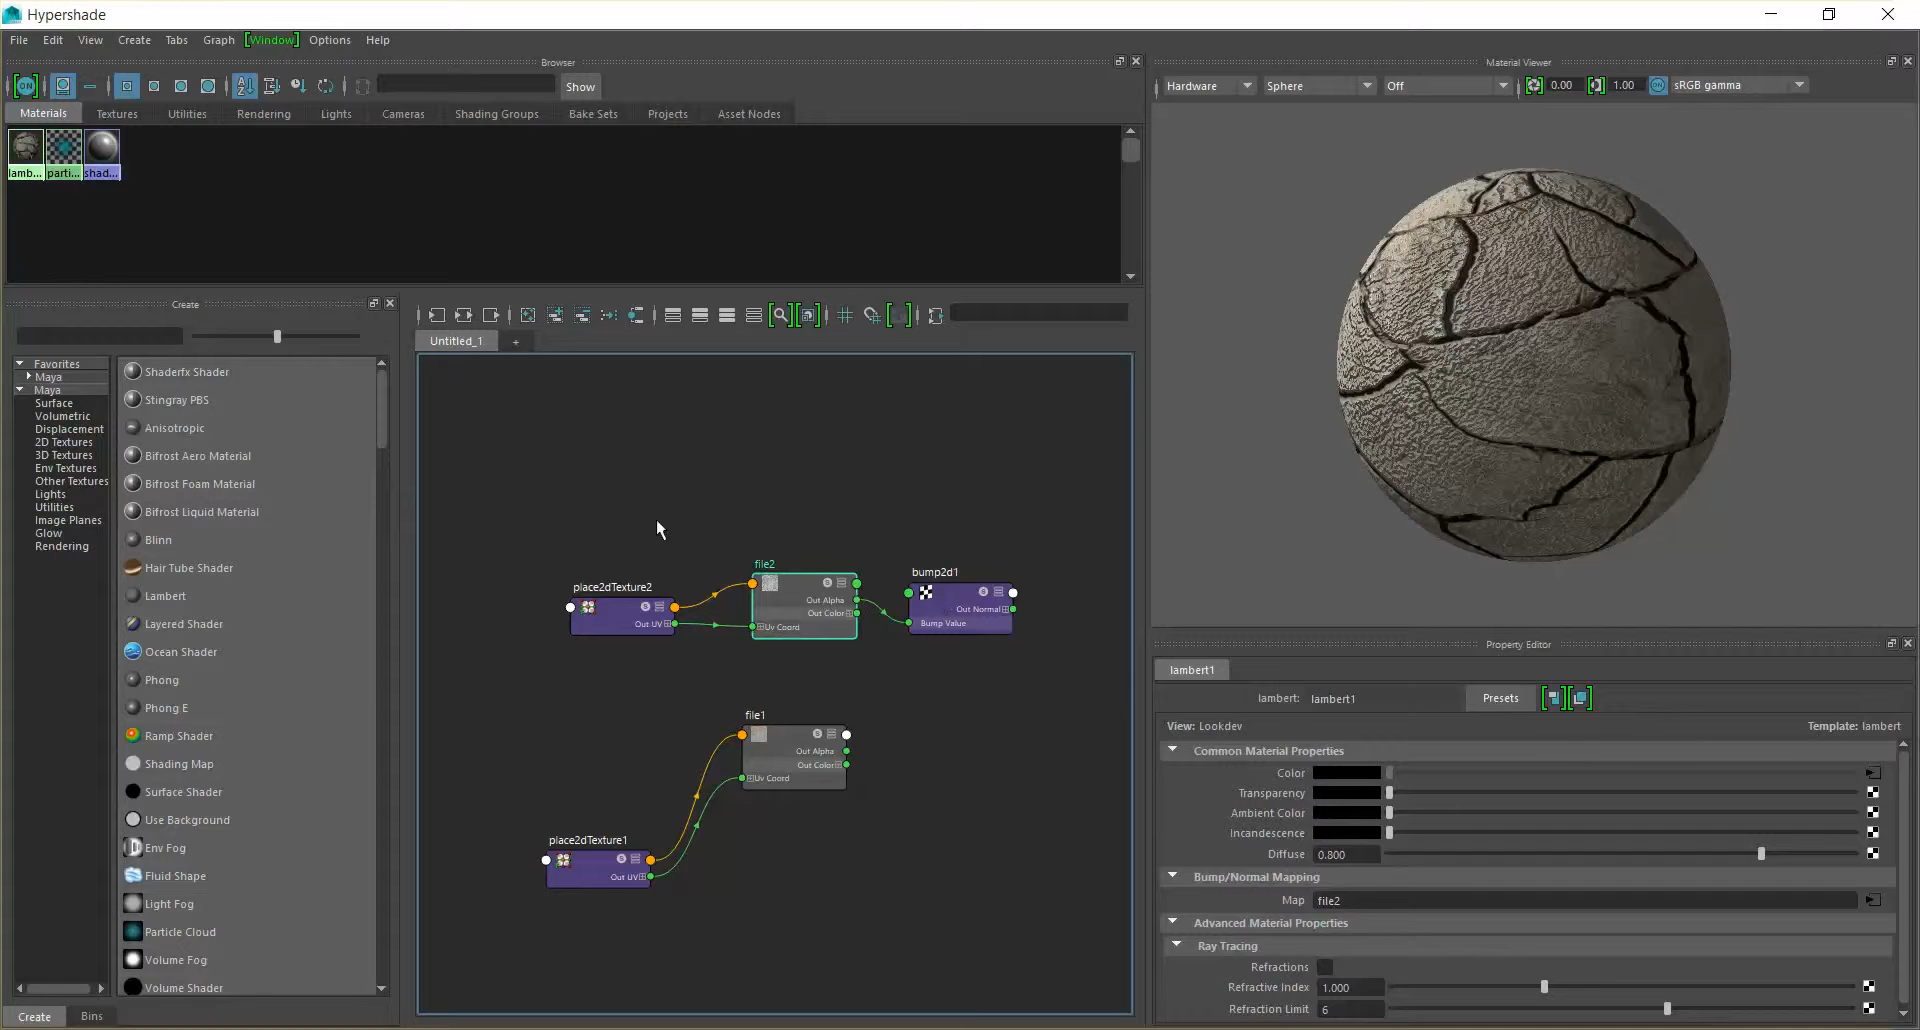 Hypershade
File Edit View Create Tabs Graph [Window] Options Help
Browser
ON
Show
Materials Textures Utilities Rendering Lights Cameras Shading Groups Bake Sets Projects Asset Nodes
lamb... parti... shad...
Create
Untitled_1 +
Favorites
Maya
Maya
Surface
Volumetric
Displacement
2D Textures
3D Textures
Env Textures
Other Textures
Lights
Utilities
Image Planes
Glow
Rendering
Shaderfx Shader
Stingray PBS
Anisotropic
Bifrost Aero Material
Bifrost Foam Material
Bifrost Liquid Material
Blinn
Hair Tube Shader
Lambert
Layered Shader
Ocean Shader
Phong
Phong E
Ramp Shader
Shading Map
Surface Shader
Use Background
Env Fog
Fluid Shape
Light Fog
Particle Cloud
Volume Fog
Volume Shader
Create Bins
place2dTexture2
Out UV
file2
Out Alpha
Out Color
Uv Coord
bump2d1
Out Normal
Bump Value
file1
Out Alpha
Out Color
Uv Coord
place2dTexture1
Out UV
Material Viewer
Hardware Sphere Off 0.00 1.00 sRGB gamma
Property Editor
lambert1
lambert: lambert1 Presets
View: Lookdev Template: lambert
Common Material Properties
Color
Transparency
Ambient Color
Incandescence
Diffuse 0.800
Bump/Normal Mapping
Map file2
Advanced Material Properties
Ray Tracing
Refractions
Refractive Index 1.000
Refraction Limit 6